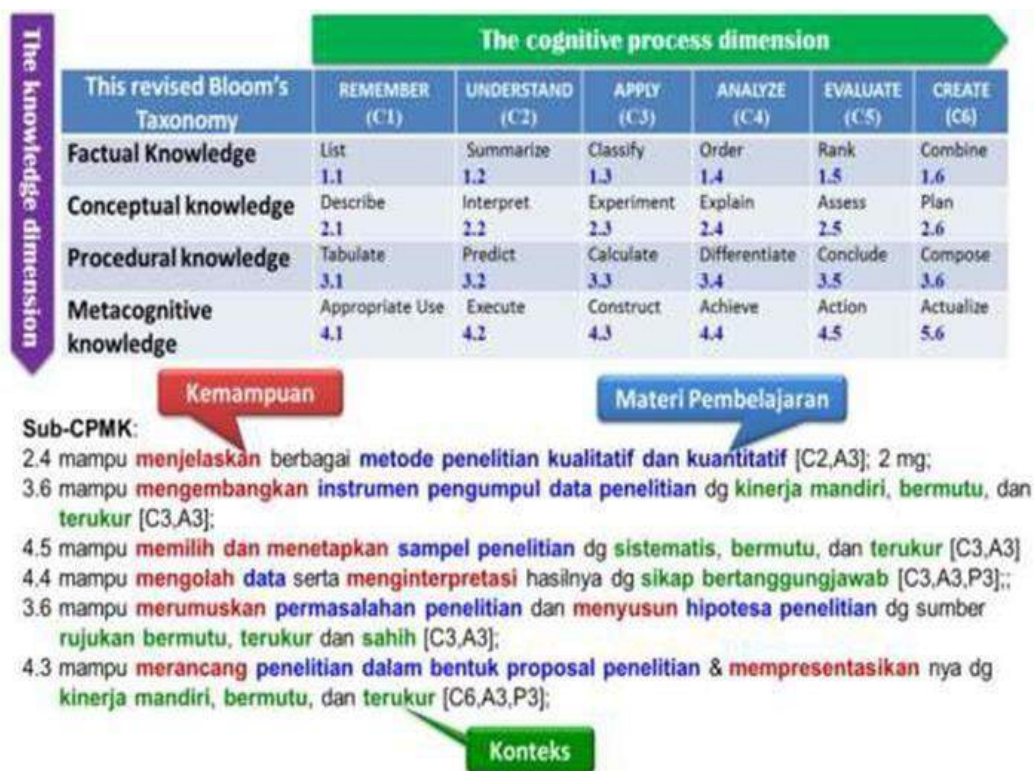 The knowledge dimension
The cognitive process dimension
This revised Bloom's Taxonomy REMEMBER (C1) UNDERSTAND (C2) APPLY (C3) ANALYZE (C4) EVALUATE (C5) CREATE (C6)
Factual Knowledge List Summarize Classify Order Rank Combine
1.1 1.2 1.3 1.4 1.5 1.6
Conceptual knowledge Describe Interpret Experiment Explain Assess Plan
2.1 2.2 2.3 2.4 2.5 2.6
Procedural knowledge Tabulate Predict Calculate Differentiate Conclude Compose
3.1 3.2 3.3 3.4 3.5 3.6
Metacognitive knowledge Appropriate Use Execute Construct Achieve Action Actualize
4.1 4.2 4.3 4.4 4.5 5.6
Kemampuan
Materi Pembelajaran
Sub-CPMK:
2.4 mampu menjelaskan berbagai metode penelitian kualitatif dan kuantitatif [C2,A3]; 2 mg;
3.6 mampu mengembangkan instrumen pengumpul data penelitian dg kinerja mandiri, bermutu, dan
terukur [C3,A3];
4.5 mampu memilih dan menetapkan sampel penelitian dg sistematis, bermutu, dan terukur [C3,A3]
4.4 mampu mengolah data serta menginterpretasi hasilnya dg sikap bertanggungjawab [C3,A3,P3];;
3.6 mampu merumuskan permasalahan penelitian dan menyusun hipotesa penelitian dg sumber
rujukan bermutu, terukur dan sahih [C3,A3];
4.3 mampu merancang penelitian dalam bentuk proposal penelitian & mempresentasikan nya dg
kinerja mandiri, bermutu, dan terukur [C6,A3,P3];
Konteks